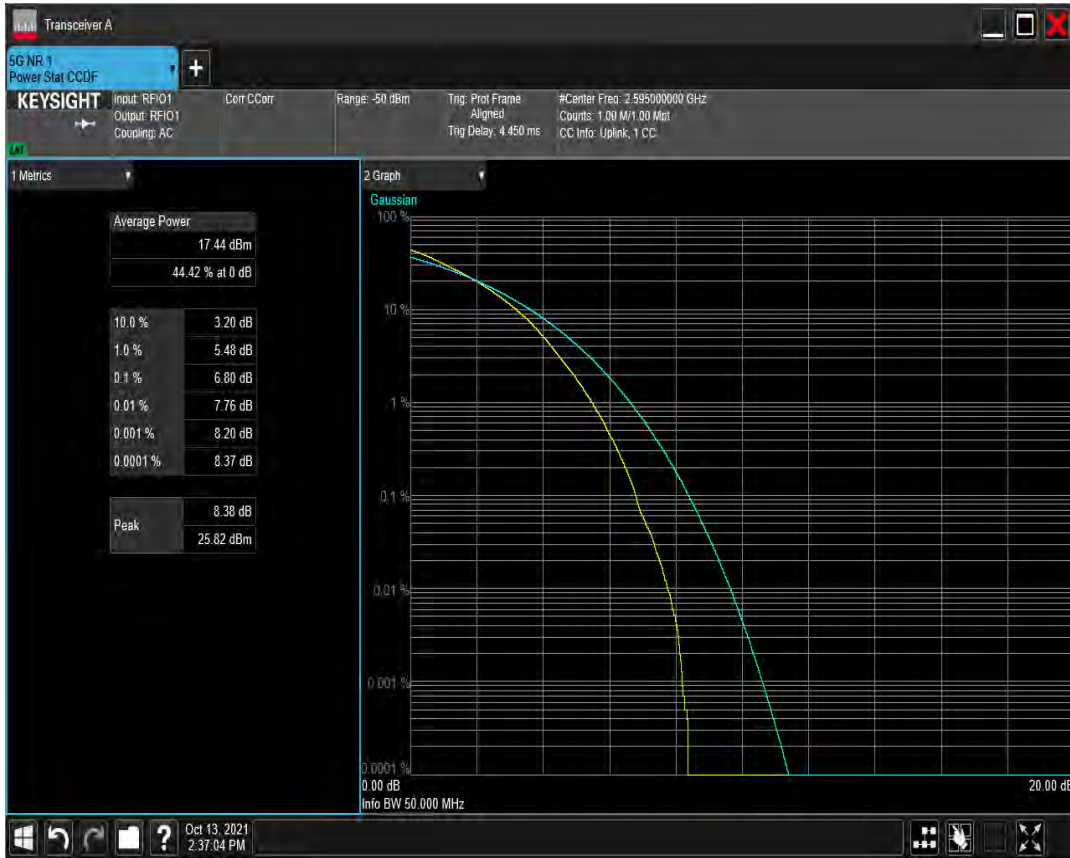 Transceiver A
5G NR 1
Power Stat CCDF
+
KEYSIGHT
Input: RFIO1
Output: RFIO1
Coupling: AC
Corr CCorr
Range: -50 dBm
Trig: Prot Frame
Aligned
Trig Delay: 4.450 ms
#Center Freq: 2.595000000 GHz
Counts: 1.00 M/1.00 Mpt
CC Info: Uplink, 1 CC
LNT
1 Metrics
Average Power
17.44 dBm
44.42 % at 0 dB
10.0 % 3.20 dB
1.0 % 5.48 dB
0.1 % 6.80 dB
0.01 % 7.76 dB
0.001 % 8.20 dB
0.0001 % 8.37 dB
Peak
8.38 dB
25.82 dBm
2 Graph
Gaussian
100 %
10 %
1 %
0.1 %
0.01 %
0.001 %
0.0001 %
0.00 dB
20.00 dB
Info BW 50.000 MHz
?
Oct 13, 2021
2:37:04 PM